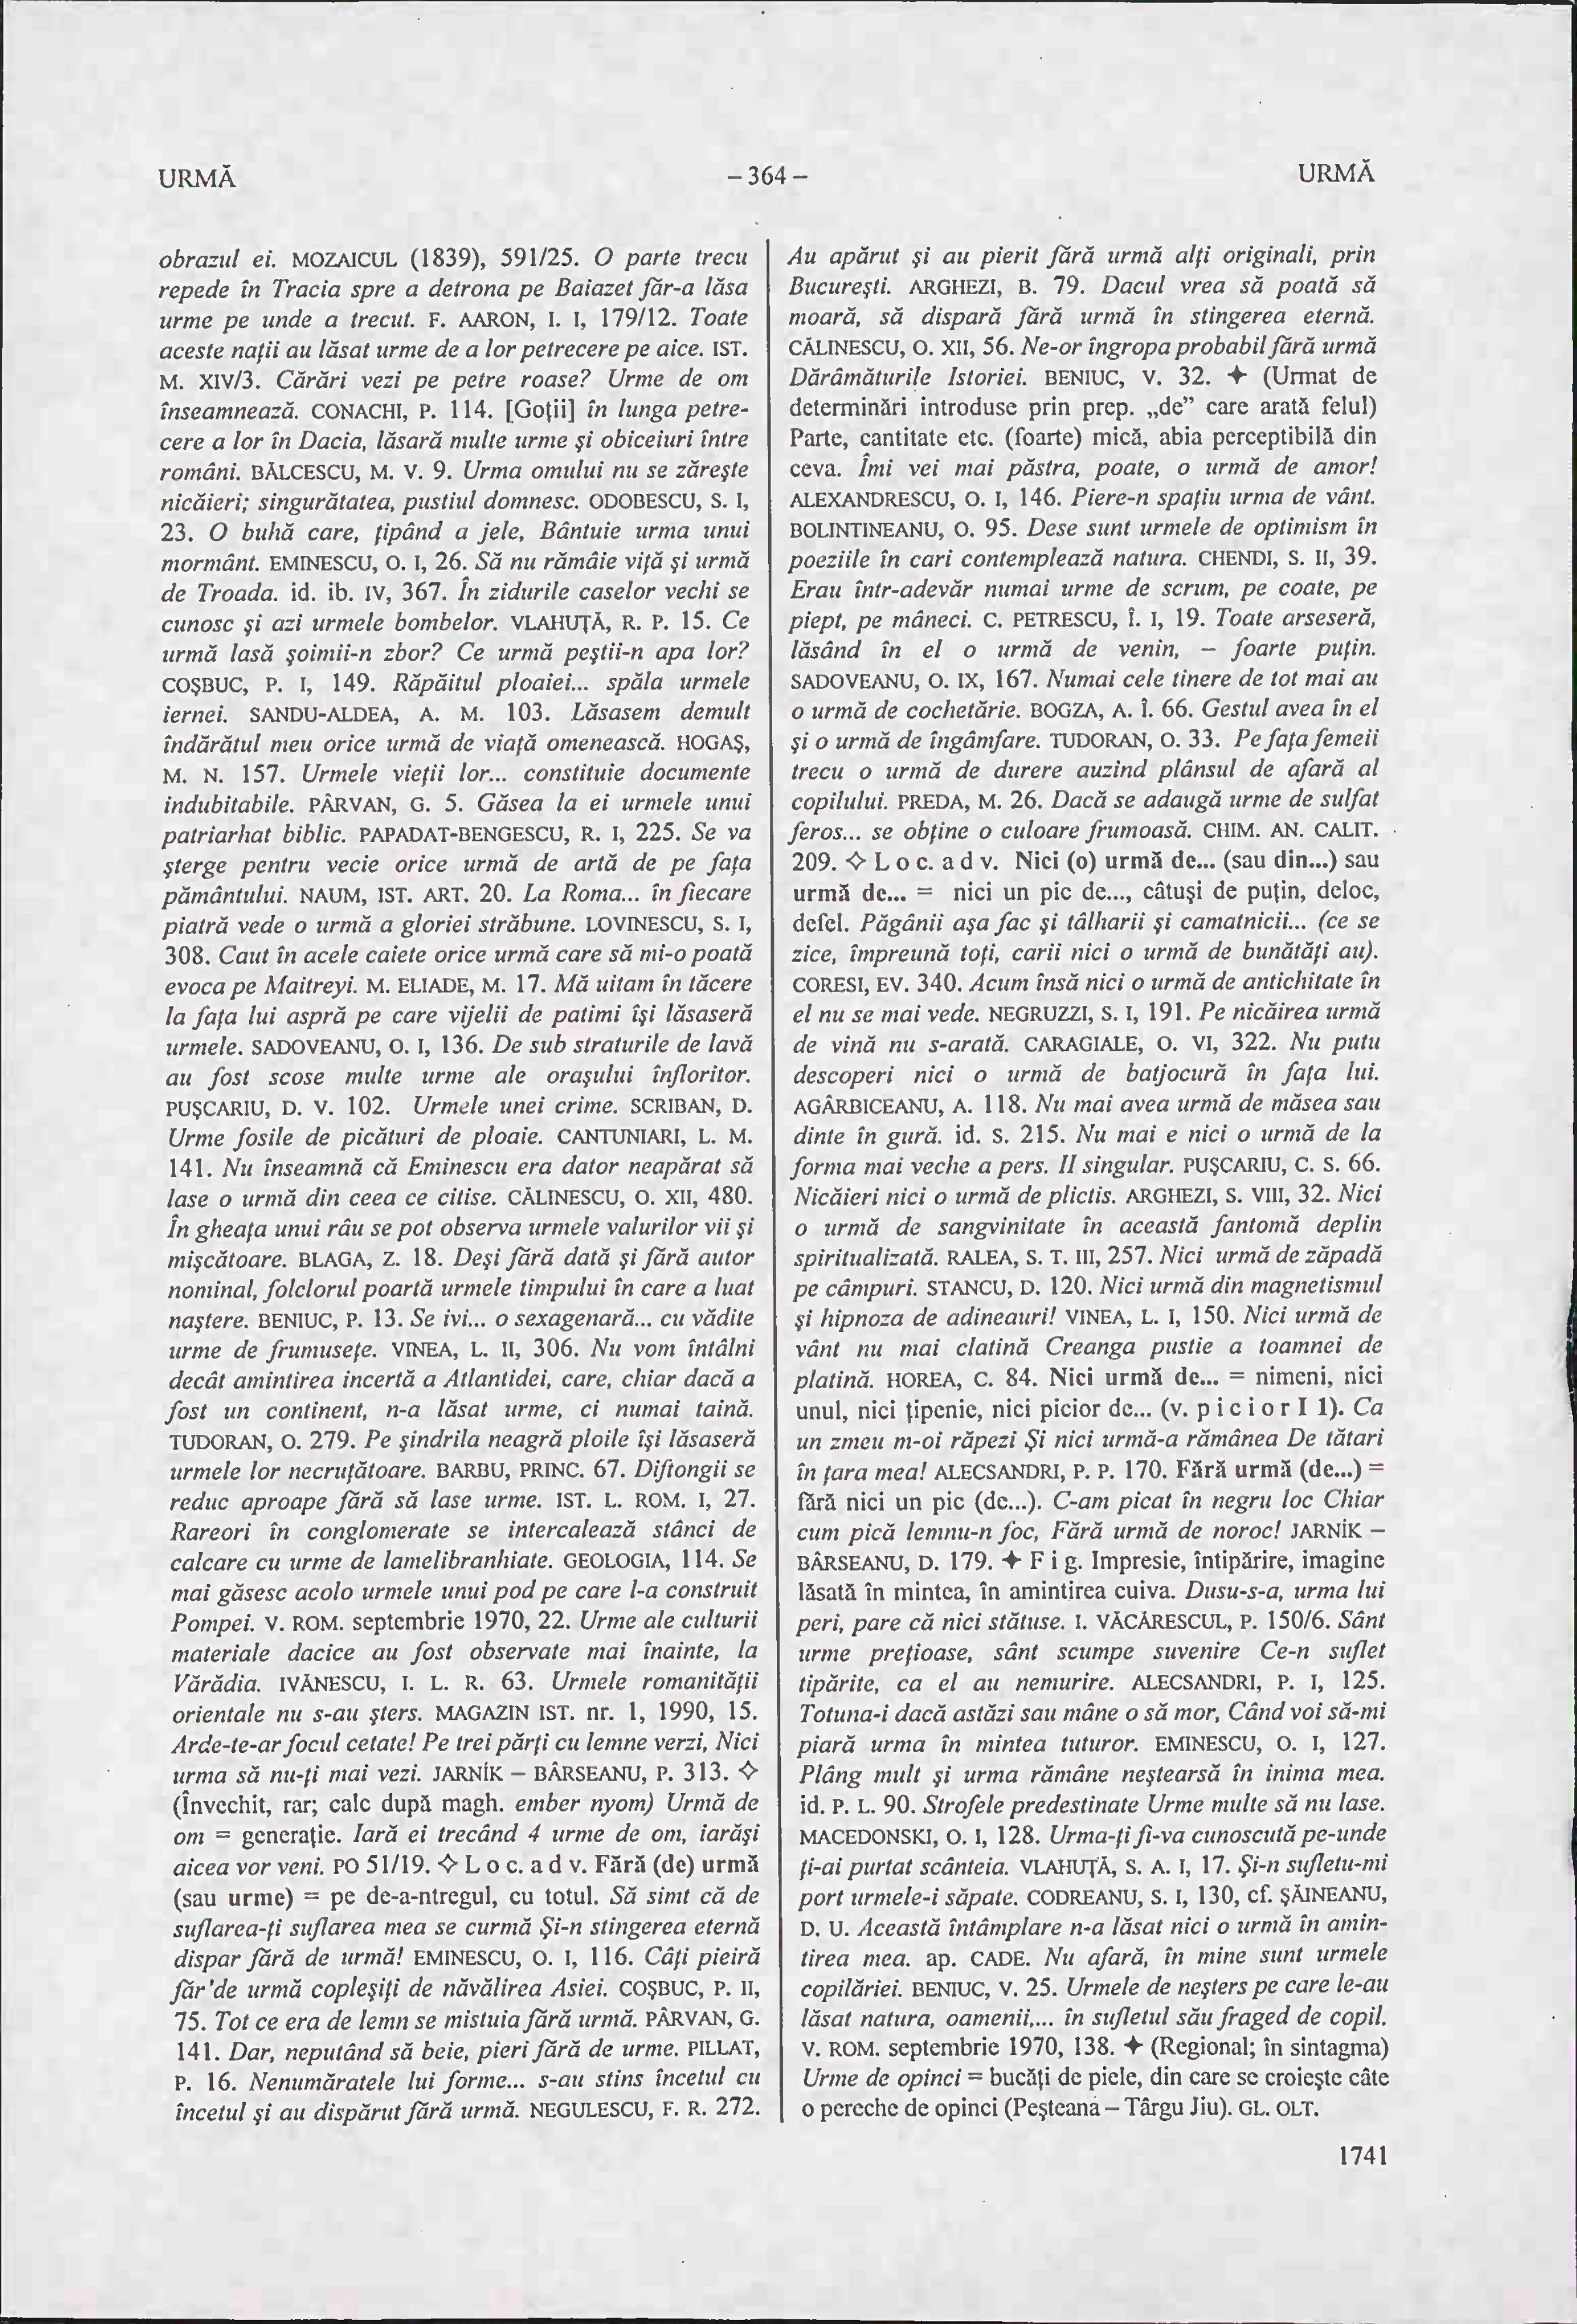 URMĂ
– 364 –
URMĂ
obrazul ei. MOZAICUL (1839), 591/25. O parte trecu
repede în Tracia spre a detrona pe Baiazet făr-a lăsa
urme pe unde a trecut. F. AARON, I. I, 179/12. Toate
aceste nații au lăsat urme de a lor petrecere pe aice. IST.
M. XIV/3. Cărări vezi pe petre roase? Urme de om
înseamnează. CONACHI, P. 114. [Goții] în lunga petre-
cere a lor în Dacia, lăsară multe urme și obiceiuri între
români. BĂLCESCU, M. V. 9. Urma omului nu se zărește
nicăieri; singurătatea, pustiul domnesc. ODOBESCU, S. I,
23. O buhă care, țipând a jele, Bântuie urma unui
mormânt. EMINESCU, O. I, 26. Să nu rămâie viță și urmă
de Troada. id. ib. IV, 367. În zidurile caselor vechi se
cunosc și azi urmele bombelor. VLAHUȚĂ, R. P. 15. Ce
urmă lasă șoimii-n zbor? Ce urmă peștii-n apa lor?
COȘBUC, P. I, 149. Răpăitul ploaiei... spăla urmele
iernei. SANDU-ALDEA, A. M. 103. Lăsasem demult
îndărătul meu orice urmă de viață omenească. HOGAȘ,
M. N. 157. Urmele vieții lor... constituie documente
indubitabile. PÂRVAN, G. 5. Găsea la ei urmele unui
patriarhat biblic. PAPADAT-BENGESCU, R. I, 225. Se va
șterge pentru vecie orice urmă de artă de pe fața
pământului. NAUM, IST. ART. 20. La Roma... în fiecare
piatră vede o urmă a gloriei străbune. LOVINESCU, S. I,
308. Caut în acele caiete orice urmă care să mi-o poată
evoca pe Maitreyi. M. ELIADE, M. 17. Mă uitam în tăcere
la fața lui aspră pe care vijelii de patimi își lăsaseră
urmele. SADOVEANU, O. I, 136. De sub straturile de lavă
au fost scose multe urme ale orașului înfloritor.
PUȘCARIU, D. V. 102. Urmele unei crime. SCRIBAN, D.
Urme fosile de picături de ploaie. CANTUNIARI, L. M.
141. Nu înseamnă că Eminescu era dator neapărat să
lase o urmă din ceea ce citise. CĂLINESCU, O. XII, 480.
În gheața unui râu se pot observa urmele valurilor vii și
mișcătoare. BLAGA, Z. 18. Deși fără dată și fără autor
nominal, folclorul poartă urmele timpului în care a luat
naștere. BENIUC, P. 13. Se ivi... o sexagenară... cu vădite
urme de frumusețe. VINEA, L. II, 306. Nu vom întâlni
decât amintirea incertă a Atlantidei, care, chiar dacă a
fost un continent, n-a lăsat urme, ci numai taină.
TUDORAN, O. 279. Pe șindrila neagră ploile își lăsaseră
urmele lor necruțătoare. BARBU, PRINC. 67. Diftongii se
reduc aproape fără să lase urme. IST. L. ROM. I, 27.
Rareori în conglomerate se intercalează stânci de
calcare cu urme de lamelibranhiate. GEOLOGIA, 114. Se
mai găsesc acolo urmele unui pod pe care l-a construit
Pompei. V. ROM. septembrie 1970, 22. Urme ale culturii
materiale dacice au fost observate mai înainte, la
Vărădia. IVĂNESCU, I. L. R. 63. Urmele romanității
orientale nu s-au șters. MAGAZIN IST. nr. 1, 1990, 15.
Arde-te-ar focul cetate! Pe trei părți cu lemne verzi, Nici
urma să nu-ți mai vezi. JARNÍK – BÂRSEANU, P. 313. ◇
(Învechit, rar; calc după magh. ember nyom) Urmă de
om = generație. Iară ei trecând 4 urme de om, iarăși
aicea vor veni. PO 51/19. ◇ Loc. adv. Fără (de) urmă
(sau urme) = pe de-a-ntregul, cu totul. Să simt că de
suflarea-ți suflarea mea se curmă Și-n stingerea eternă
dispar fără de urmă! EMINESCU, O. I, 116. Câți pieiră
făr'de urmă copleșiți de năvălirea Asiei. COȘBUC, P. II,
75. Tot ce era de lemn se mistuia fără urmă. PÂRVAN, G.
141. Dar, neputând să beie, pieri fără de urme. PILLAT,
P. 16. Nenumăratele lui forme... s-au stins încetul cu
încetul și au dispărut fără urmă. NEGULESCU, F. R. 272.
Au apărut și au pierit fără urmă alți originali, prin
București. ARGHEZI, B. 79. Dacul vrea să poată să
moară, să dispară fără urmă în stingerea eternă.
CĂLINESCU, O. XII, 56. Ne-or îngropa probabil fără urmă
Dărâmăturile Istoriei. BENIUC, V. 32. ✦ (Urmat de
determinări introduse prin prep. „de” care arată felul)
Parte, cantitate etc. (foarte) mică, abia perceptibilă din
ceva. Îmi vei mai păstra, poate, o urmă de amor!
ALEXANDRESCU, O. I, 146. Piere-n spațiu urma de vânt.
BOLINTINEANU, O. 95. Dese sunt urmele de optimism în
poeziile în cari contemplează natura. CHENDI, S. II, 39.
Erau într-adevăr numai urme de scrum, pe coate, pe
piept, pe mâneci. C. PETRESCU, Î. I, 19. Toate arseseră,
lăsând în el o urmă de venin, – foarte puțin.
SADOVEANU, O. IX, 167. Numai cele tinere de tot mai au
o urmă de cochetărie. BOGZA, A. Î. 66. Gestul avea în el
și o urmă de îngâmfare. TUDORAN, O. 33. Pe fața femeii
trecu o urmă de durere auzind plânsul de afară al
copilului. PREDA, M. 26. Dacă se adaugă urme de sulfat
feros... se obține o culoare frumoasă. CHIM. AN. CALIT.
209. ◇ Loc. adv. Nici (o) urmă de... (sau din...) sau
urmă de... = nici un pic de..., câtuși de puțin, deloc,
defel. Păgânii așa fac și tâlharii și camatnicii... (ce se
zice, împreună toți, carii nici o urmă de bunătăți au).
CORESI, EV. 340. Acum însă nici o urmă de antichitate în
el nu se mai vede. NEGRUZZI, S. I, 191. Pe nicăirea urmă
de vină nu s-arată. CARAGIALE, O. VI, 322. Nu putu
descoperi nici o urmă de batjocură în fața lui.
AGÂRBICEANU, A. 118. Nu mai avea urmă de măsea sau
dinte în gură. id. S. 215. Nu mai e nici o urmă de la
forma mai veche a pers. II singular. PUȘCARIU, C. S. 66.
Nicăieri nici o urmă de plictis. ARGHEZI, S. VIII, 32. Nici
o urmă de sangvinitate în această fantomă deplin
spiritualizată. RALEA, S. T. III, 257. Nici urmă de zăpadă
pe câmpuri. STANCU, D. 120. Nici urmă din magnetismul
și hipnoza de adineauri! VINEA, L. I, 150. Nici urmă de
vânt nu mai clatină Creanga pustie a toamnei de
platină. HOREA, C. 84. Nici urmă de... = nimeni, nici
unul, nici țipenie, nici picior de... (v. picior I 1). Ca
un zmeu m-oi răpezi Și nici urmă-a rămânea De tătari
în țara mea! ALECSANDRI, P. P. 170. Fără urmă (de...) =
fără nici un pic (de...). C-am picat în negru loc Chiar
cum pică lemnu-n foc, Fără urmă de noroc! JARNÍK –
BÂRSEANU, D. 179. ✦ Fig. Impresie, întipărire, imagine
lăsată în mintea, în amintirea cuiva. Dusu-s-a, urma lui
peri, pare că nici stătuse. I. VĂCĂRESCUL, P. 150/6. Sânt
urme prețioase, sânt scumpe suvenire Ce-n suflet
tipărite, ca el au nemurire. ALECSANDRI, P. I, 125.
Totuna-i dacă astăzi sau mâne o să mor, Când voi să-mi
piară urma în mintea tuturor. EMINESCU, O. I, 127.
Plâng mult și urma rămâne neștearsă în inima mea.
id. P. L. 90. Strofele predestinate Urme multe să nu lase.
MACEDONSKI, O. I, 128. Urma-ți fi-va cunoscută pe-unde
ți-ai purtat scânteia. VLAHUȚĂ, S. A. I, 17. Și-n sufletu-mi
port urmele-i săpate. CODREANU, S. I, 130, cf. ȘĂINEANU,
D. U. Această întâmplare n-a lăsat nici o urmă în amin-
tirea mea. ap. CADE. Nu afară, în mine sunt urmele
copilăriei. BENIUC, V. 25. Urmele de neșters pe care le-au
lăsat natura, oamenii,... în sufletul său fraged de copil.
V. ROM. septembrie 1970, 138. ✦ (Regional; în sintagma)
Urme de opinci = bucăți de piele, din care se croiește câte
o pereche de opinci (Peșteana – Târgu Jiu). GL. OLT.
1741